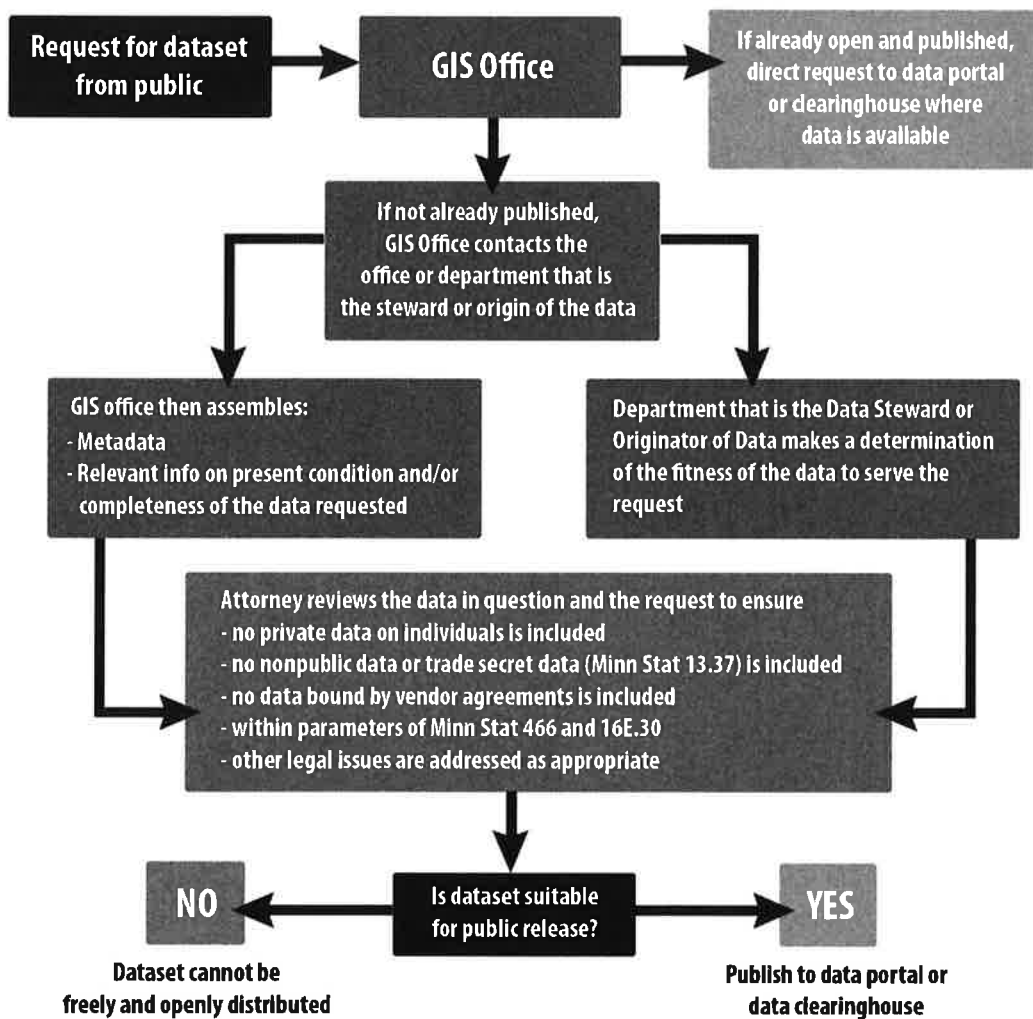 Request for dataset
from public
GIS Office
If already open and published,
direct request to data portal
or clearinghouse where
data is available
If not already published,
GIS Office contacts the
office or department that is
the steward or origin of the data
GIS office then assembles:
- Metadata
- Relevant info on present condition and/or
completeness of the data requested
Department that is the Data Steward or
Originator of Data makes a determination
of the fitness of the data to serve the
request
Attorney reviews the data in question and the request to ensure
- no private data on individuals is included
- no nonpublic data or trade secret data (Minn Stat 13.37) is included
- no data bound by vendor agreements is included
- within parameters of Minn Stat 466 and 16E.30
- other legal issues are addressed as appropriate
NO
Is dataset suitable
for public release?
YES
Dataset cannot be
freely and openly distributed
Publish to data portal or
data clearinghouse